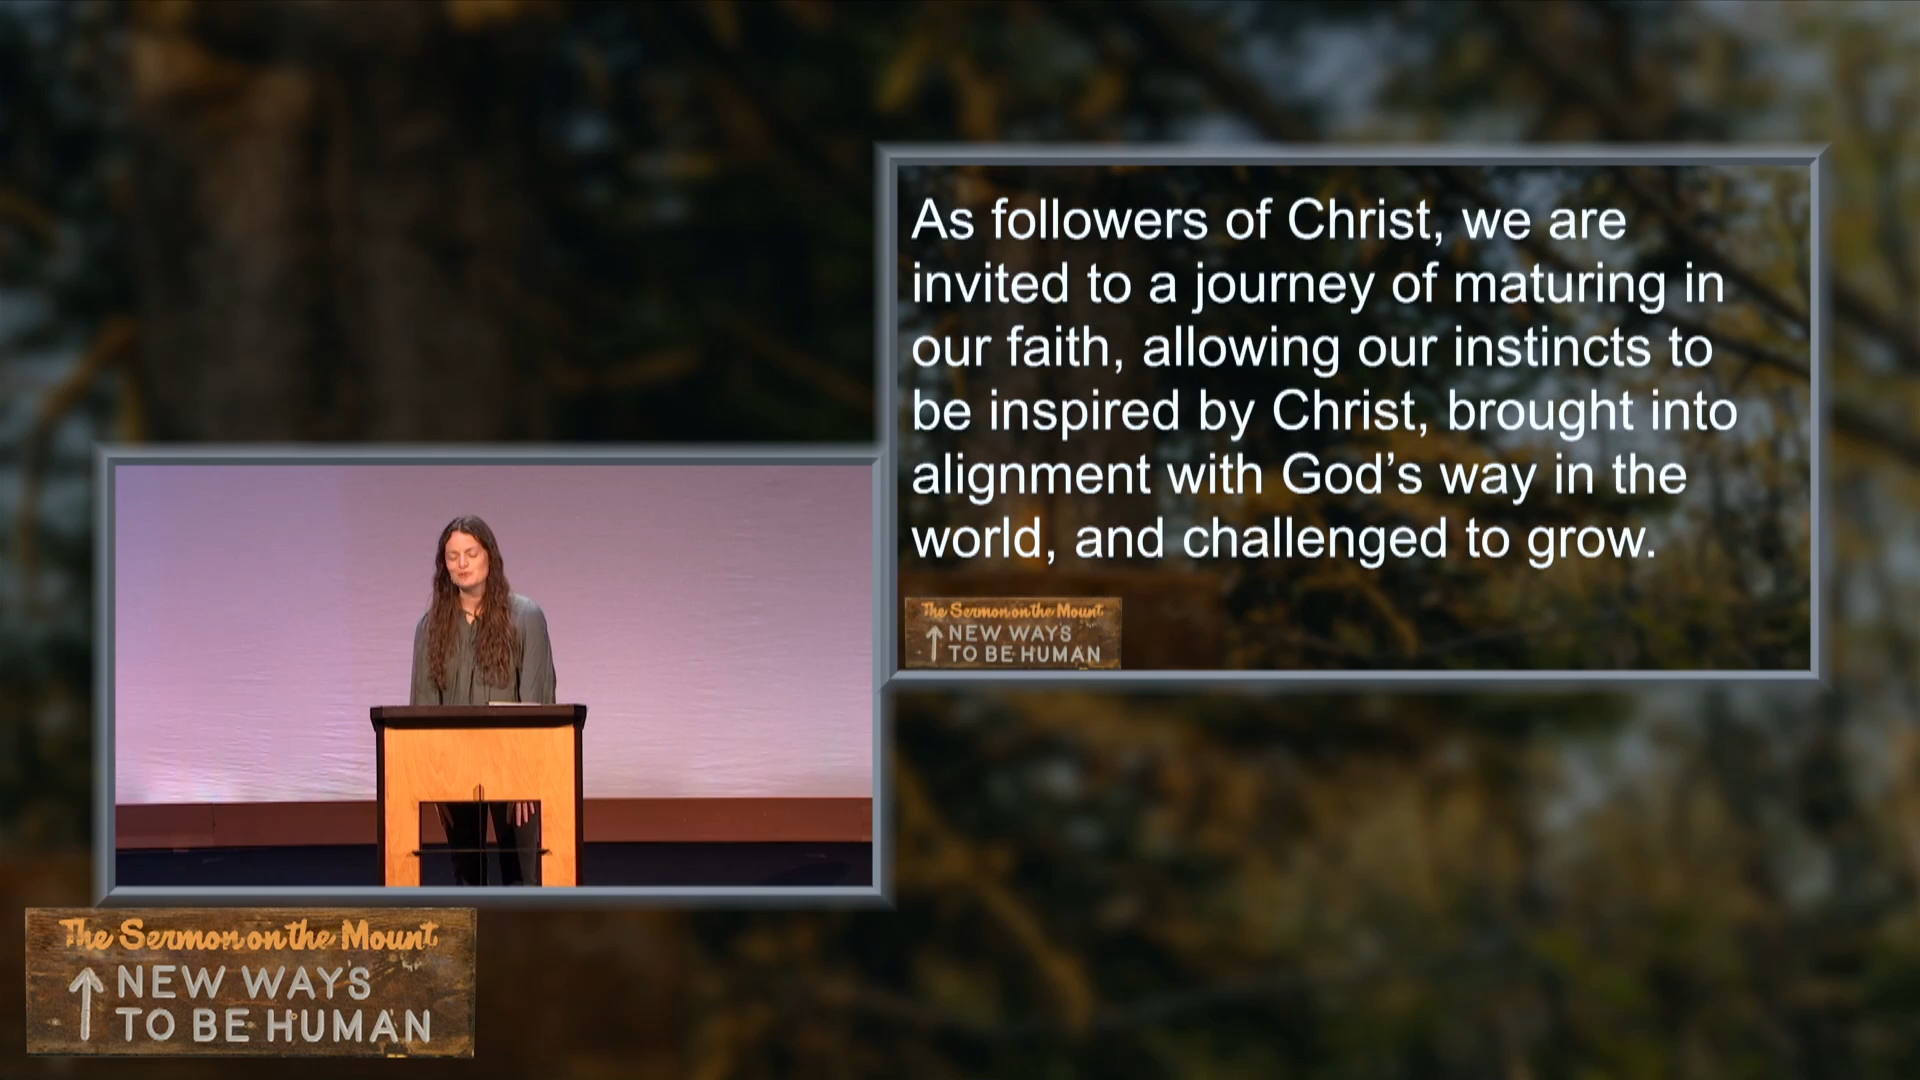 As followers of Christ, we are
invited to a journey of maturing in
our faith, allowing our instincts to
be inspired by Christ, brought into
alignment with God’s way in the
world, and challenged to grow.
The Sermon on the Mount
NEW WAYS
TO BE HUMAN
The Sermon on the Mount
NEW WAYS
TO BE HUMAN